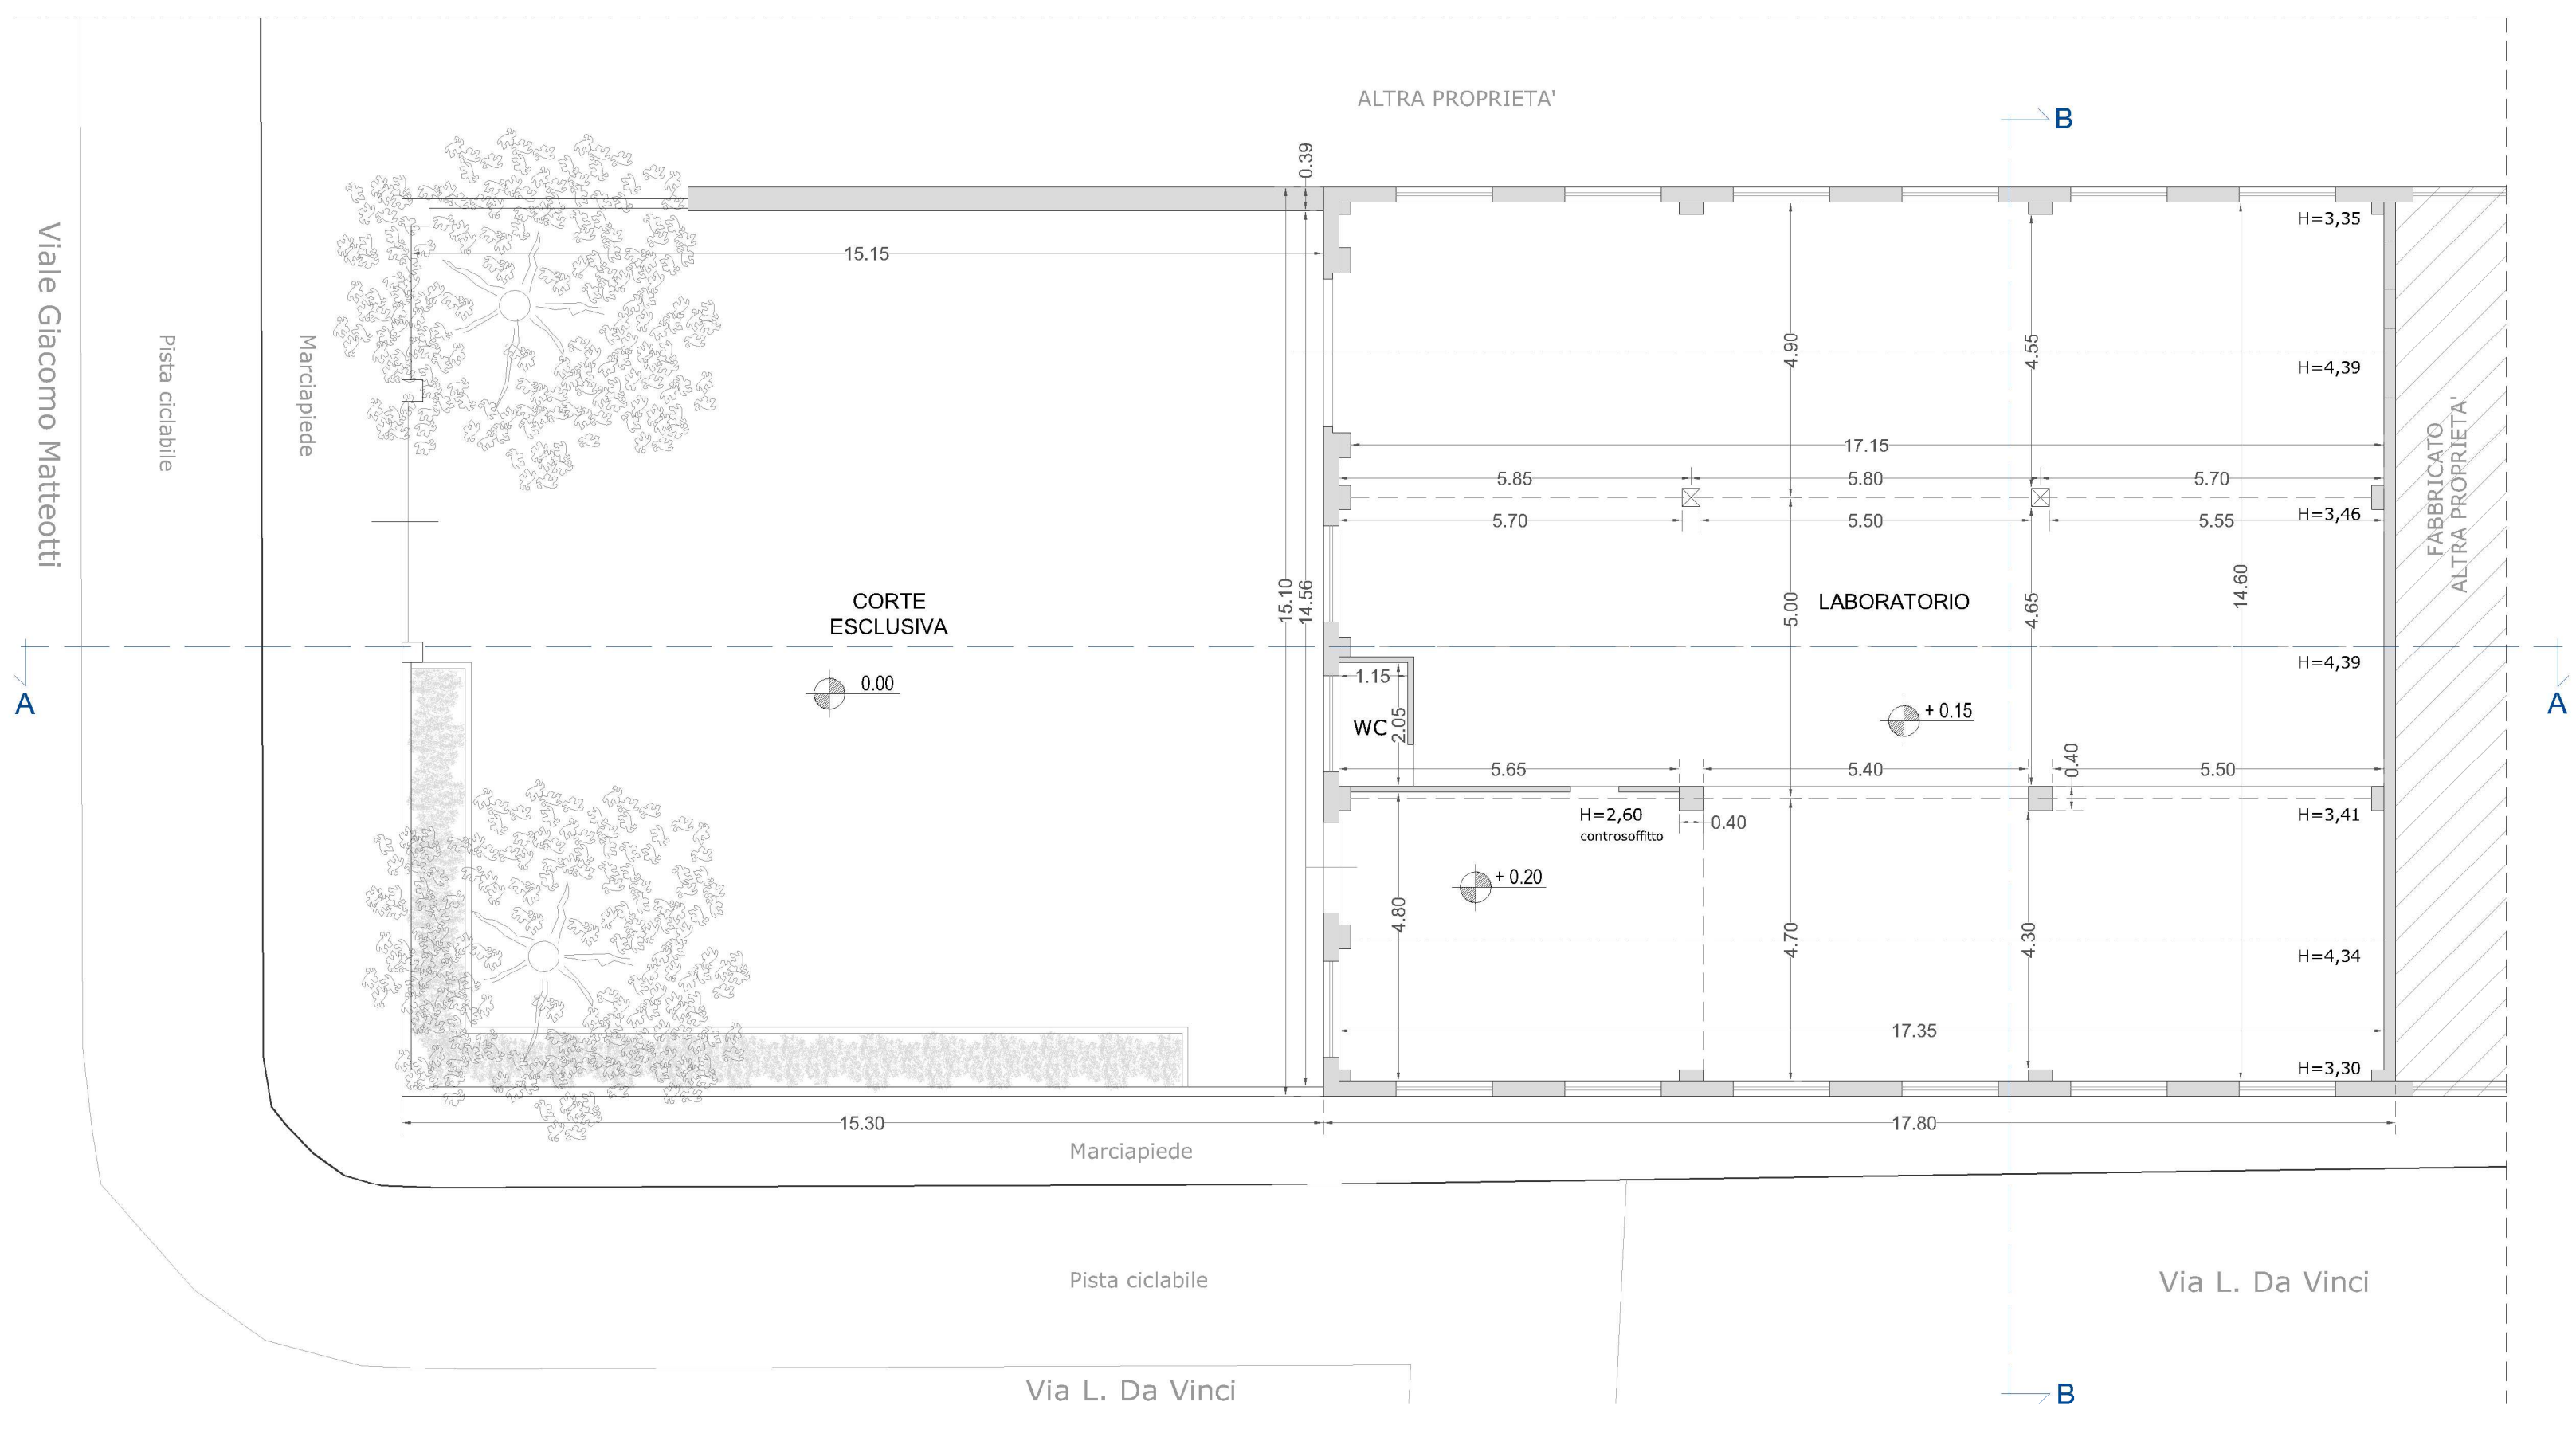 ALTRA PROPRIETA'
B
0.39
Viale Giacomo Matteotti
Pista ciclabile
Marciapiede
15.15
H=3,35
4.90
4.55
H=4,39
17.15
5.85
5.80
5.70
5.70
5.50
5.55
H=3,46
FABBRICATO
ALTRA PROPRIETA'
CORTE
ESCLUSIVA
15.10
14.56
5.00
LABORATORIO
4.65
14.60
A
0.00
1.15
WC
2.05
+ 0.15
H=4,39
A
5.65
5.40
0.40
5.50
H=2,60
controsoffitto
0.40
H=3,41
+ 0.20
4.80
4.70
4.30
H=4,34
17.35
H=3,30
15.30
17.80
Marciapiede
Pista ciclabile
Via L. Da Vinci
Via L. Da Vinci
B